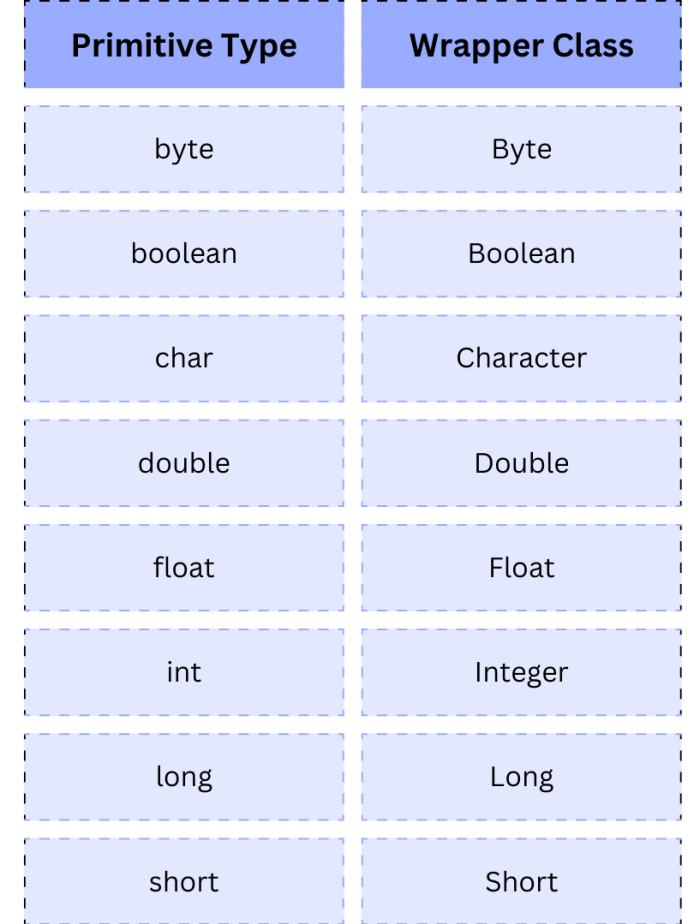 Primitive Type Wrapper Class
byte Byte
boolean Boolean
char Character
double Double
float Float
int Integer
long Long
short Short